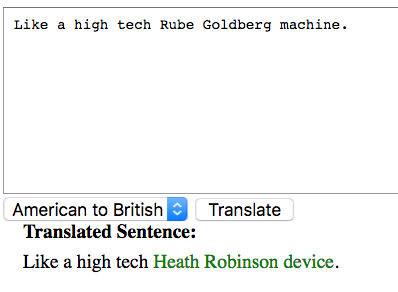 Like a high tech Rube Goldberg machine.
American to British Translate
Translated Sentence:
Like a high tech Heath Robinson device.